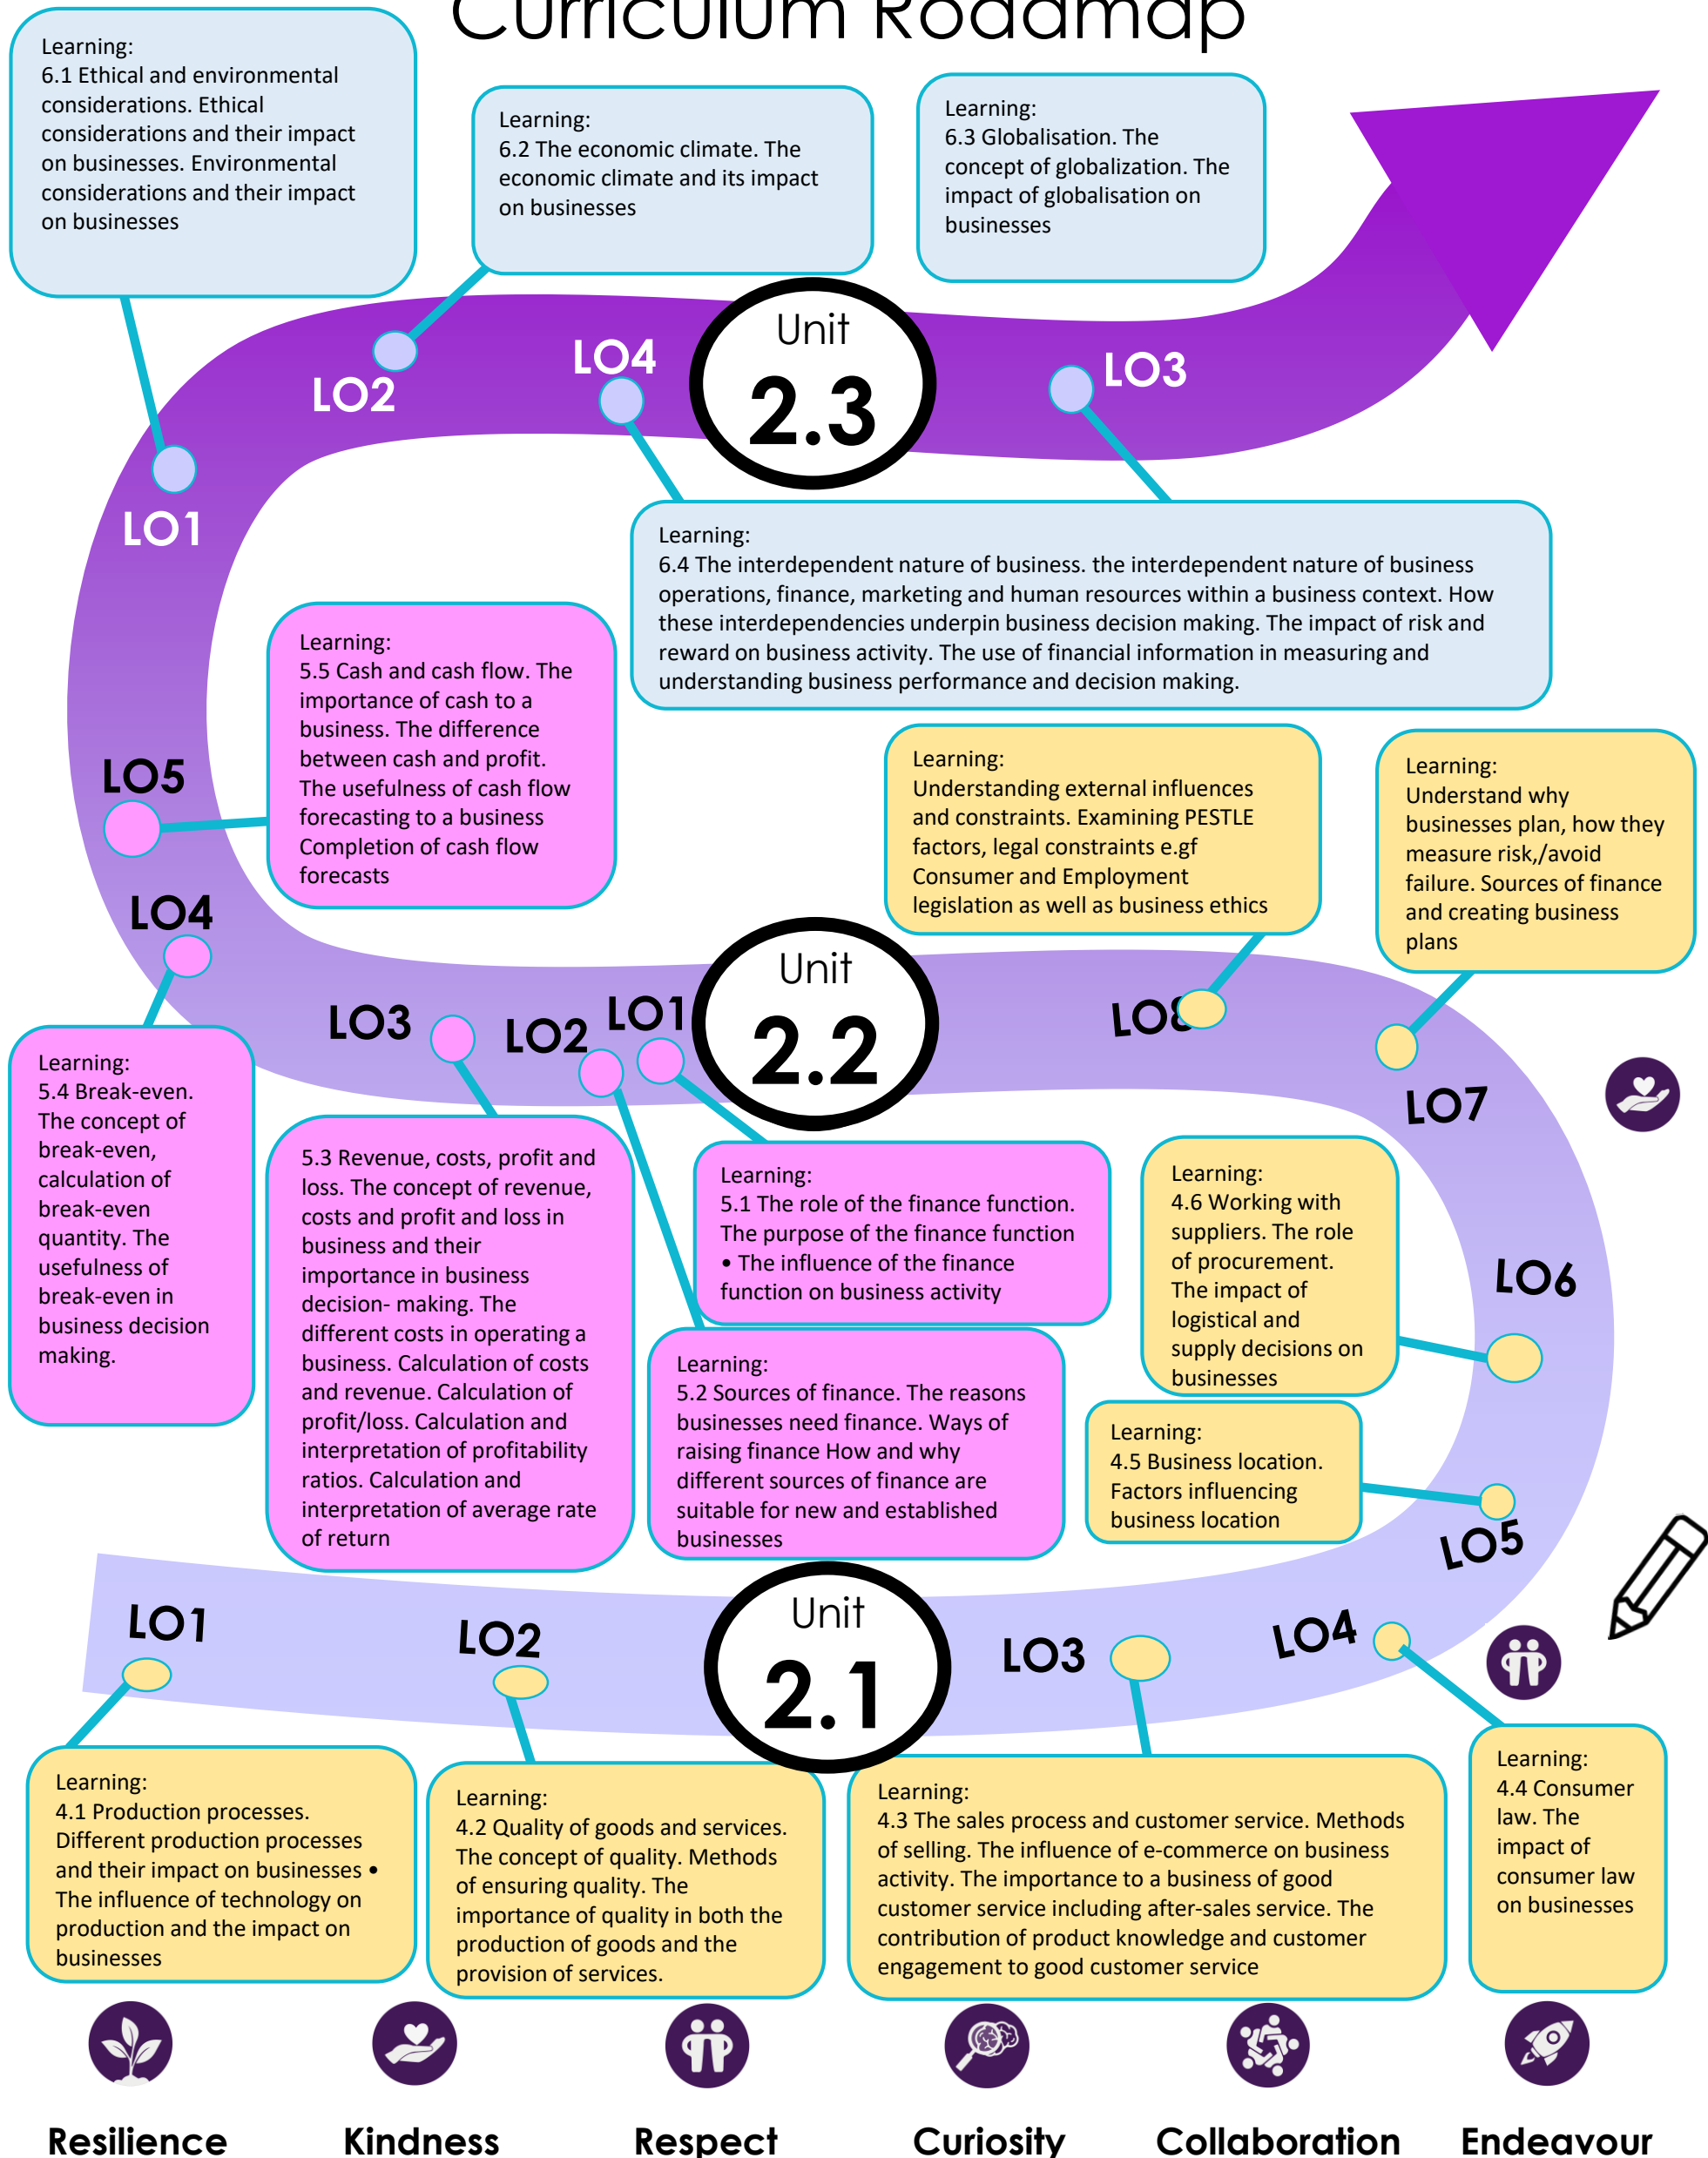 Curriculum Roadmap
Learning:
6.1 Ethical and environmental
considerations. Ethical
considerations and their impact
on businesses. Environmental
considerations and their impact
on businesses
Learning:
6.2 The economic climate. The
economic climate and its impact
on businesses
Learning:
6.3 Globalisation. The
concept of globalization. The
impact of globalisation on
businesses
Unit
2.3
LO4
LO3
LO2
LO1
Learning:
6.4 The interdependent nature of business. the interdependent nature of business
operations, finance, marketing and human resources within a business context. How
these interdependencies underpin business decision making. The impact of risk and
reward on business activity. The use of financial information in measuring and
understanding business performance and decision making.
Learning:
5.5 Cash and cash flow. The
importance of cash to a
business. The difference
between cash and profit.
The usefulness of cash flow
forecasting to a business
Completion of cash flow
forecasts
LO5
LO4
Learning:
Understanding external influences
and constraints. Examining PESTLE
factors, legal constraints e.gf
Consumer and Employment
legislation as well as business ethics
Learning:
Understand why
businesses plan, how they
measure risk,/avoid
failure. Sources of finance
and creating business
plans
LO3
LO2
LO1
Unit
2.2
LO8
LO7
Learning:
5.4 Break-even.
The concept of
break-even,
calculation of
break-even
quantity. The
usefulness of
break-even in
business decision
making.
5.3 Revenue, costs, profit and
loss. The concept of revenue,
costs and profit and loss in
business and their
importance in business
decision- making. The
different costs in operating a
business. Calculation of costs
and revenue. Calculation of
profit/loss. Calculation and
interpretation of profitability
ratios. Calculation and
interpretation of average rate
of return
Learning:
5.1 The role of the finance function.
The purpose of the finance function
• The influence of the finance
function on business activity
Learning:
5.2 Sources of finance. The reasons
businesses need finance. Ways of
raising finance How and why
different sources of finance are
suitable for new and established
businesses
Learning:
4.6 Working with
suppliers. The role
of procurement.
The impact of
logistical and
supply decisions on
businesses
LO6
Learning:
4.5 Business location.
Factors influencing
business location
LO5
LO1
LO2
Unit
2.1
LO3
LO4
Learning:
4.1 Production processes.
Different production processes
and their impact on businesses •
The influence of technology on
production and the impact on
businesses
Learning:
4.2 Quality of goods and services.
The concept of quality. Methods
of ensuring quality. The
importance of quality in both the
production of goods and the
provision of services.
Learning:
4.3 The sales process and customer service. Methods
of selling. The influence of e-commerce on business
activity. The importance to a business of good
customer service including after-sales service. The
contribution of product knowledge and customer
engagement to good customer service
Learning:
4.4 Consumer
law. The
impact of
consumer law
on businesses
Resilience
Kindness
Respect
Curiosity
Collaboration
Endeavour